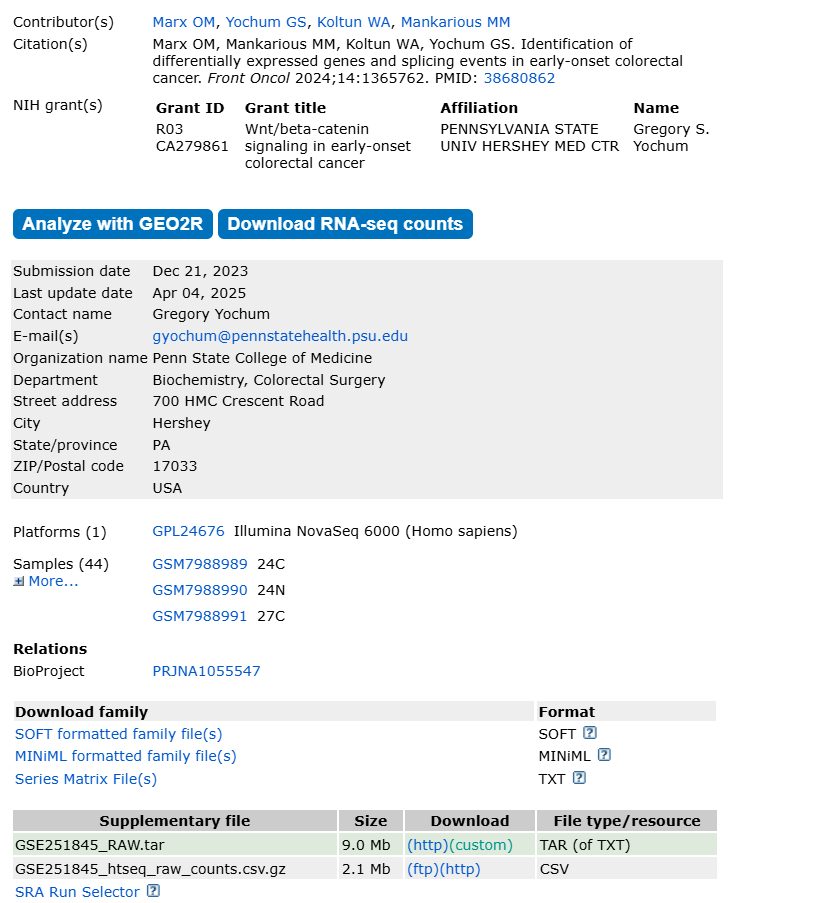 Contributor(s) Marx OM, Yochum GS, Koltun WA, Mankarious MM
Citation(s) Marx OM, Mankarious MM, Koltun WA, Yochum GS. Identification of
differentially expressed genes and splicing events in early-onset colorectal
cancer. Front Oncol 2024;14:1365762. PMID: 38680862
NIH grant(s) Grant ID Grant title Affiliation Name
R03 Wnt/beta-catenin PENNSYLVANIA STATE Gregory S.
CA279861 signaling in early-onset UNIV HERSHEY MED CTR Yochum
colorectal cancer
Analyze with GEO2R Download RNA-seq counts
Submission date Dec 21, 2023
Last update date Apr 04, 2025
Contact name Gregory Yochum
E-mail(s) gyochum@pennstatehealth.psu.edu
Organization name Penn State College of Medicine
Department Biochemistry, Colorectal Surgery
Street address 700 HMC Crescent Road
City Hershey
State/province PA
ZIP/Postal code 17033
Country USA
Platforms (1) GPL24676 Illumina NovaSeq 6000 (Homo sapiens)
Samples (44) GSM7988989 24C
More...
GSM7988990 24N
GSM7988991 27C
Relations
BioProject PRJNA1055547
Download family Format
SOFT formatted family file(s) SOFT ?
MINiML formatted family file(s) MINiML ?
Series Matrix File(s) TXT ?
Supplementary file Size Download File type/resource
GSE251845_RAW.tar 9.0 Mb (http)(custom) TAR (of TXT)
GSE251845_htseq_raw_counts.csv.gz 2.1 Mb (ftp)(http) CSV
SRA Run Selector ?